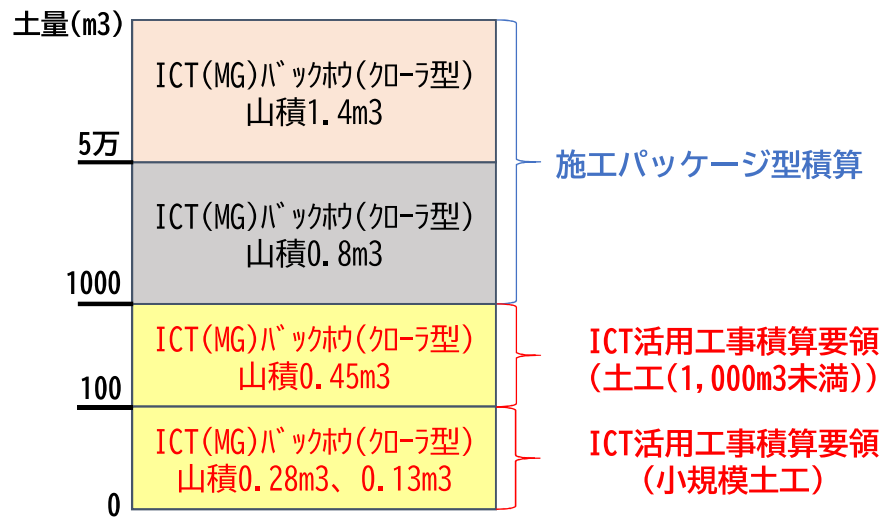 土量(m3)
ICT(MG)ﾊﾞｯｸﾎｳ(ｸﾛｰﾗ型)
山積1.4m3
5万
施工パッケージ型積算
ICT(MG)ﾊﾞｯｸﾎｳ(ｸﾛｰﾗ型)
山積0.8m3
1000
ICT(MG)ﾊﾞｯｸﾎｳ(ｸﾛｰﾗ型)
山積0.45m3
ICT活用工事積算要領
(土工(1,000m3未満))
100
ICT(MG)ﾊﾞｯｸﾎｳ(ｸﾛｰﾗ型)
山積0.28m3、0.13m3
ICT活用工事積算要領
(小規模土工)
0